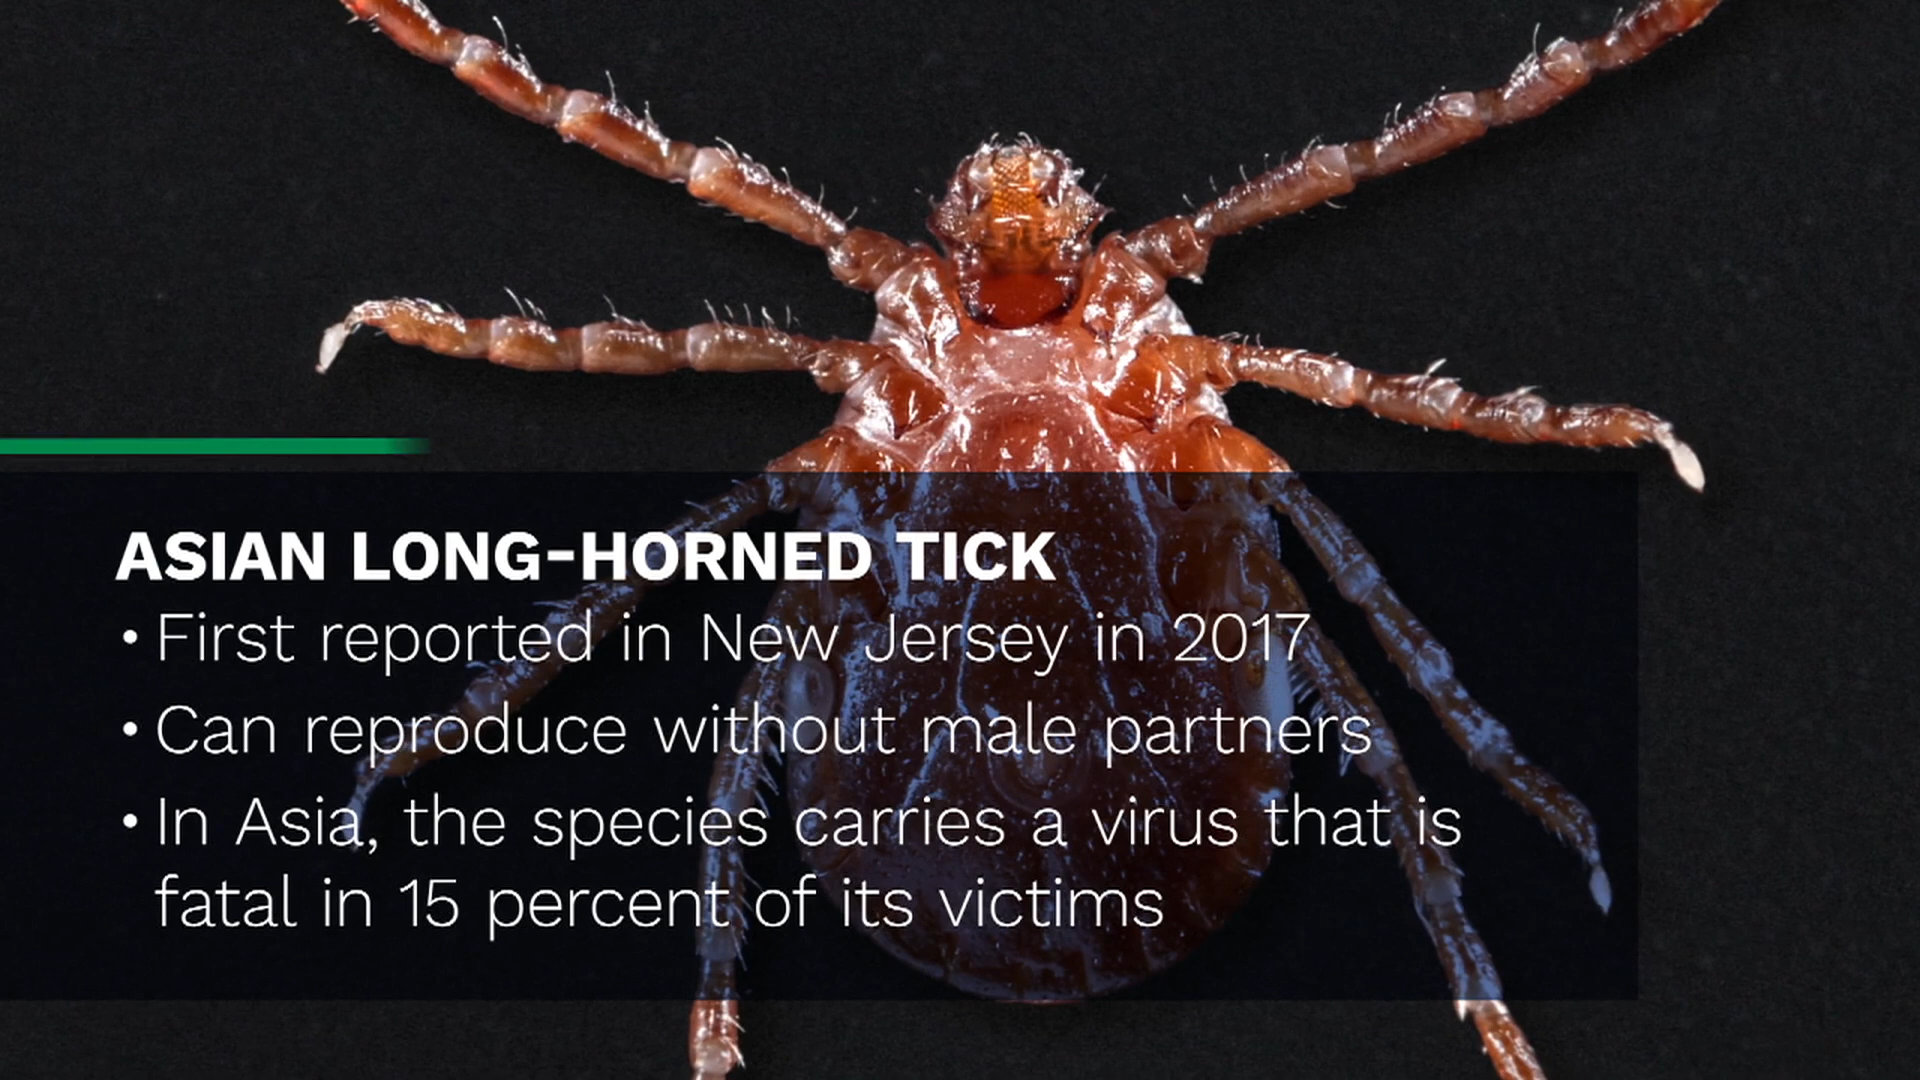 ASIAN LONG-HORNED TICK
• First reported in New Jersey in 2017
• Can reproduce without male partners
• In Asia, the species carries a virus that is
fatal in 15 percent of its victims